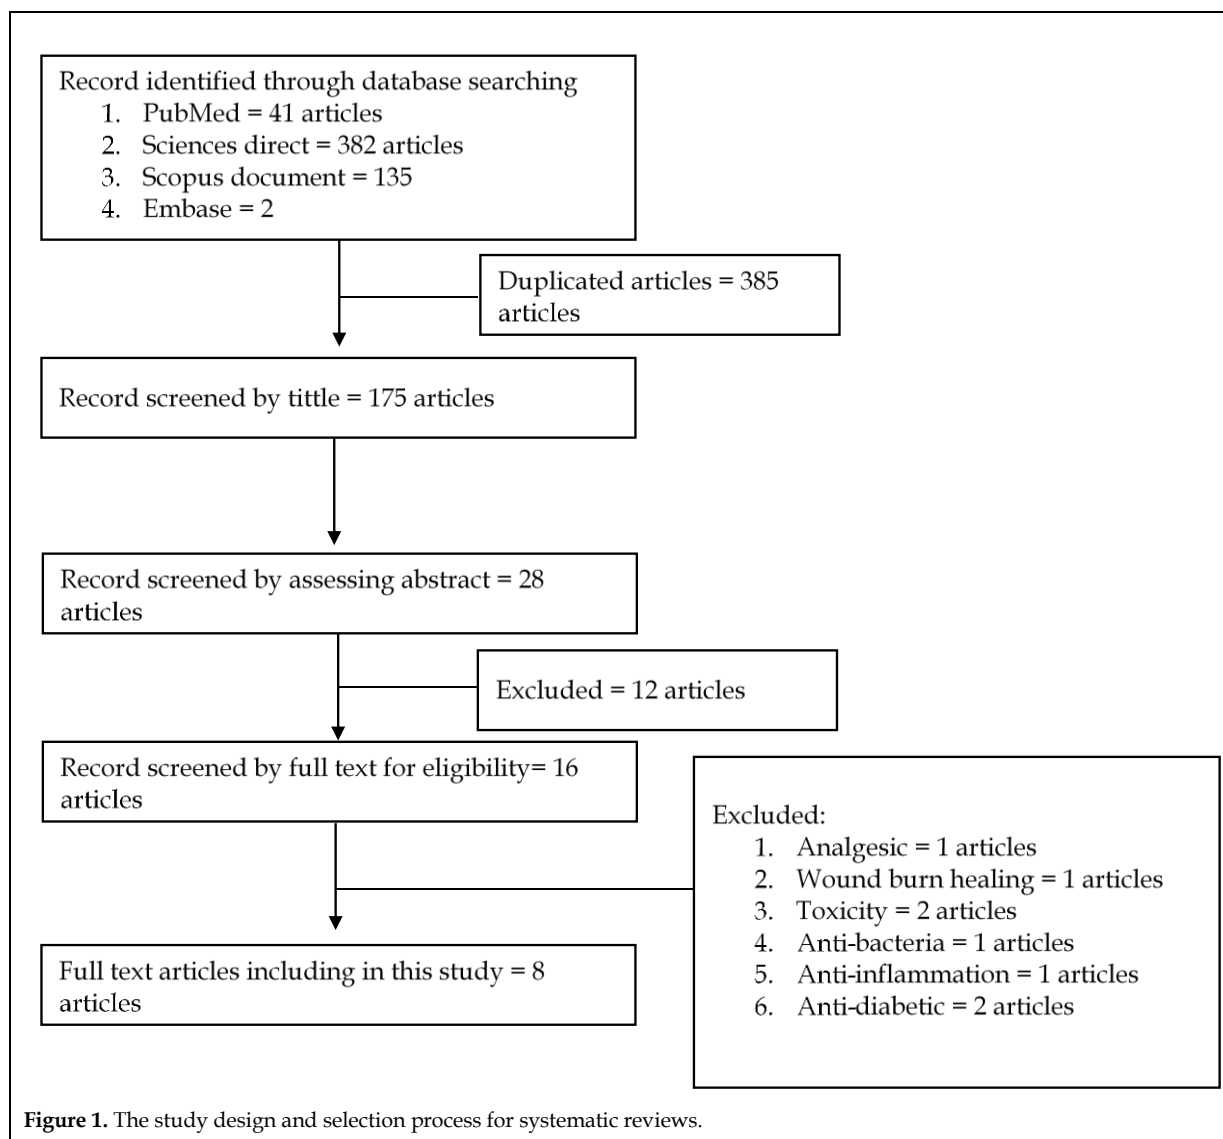 Record identified through database searching
1. PubMed = 41 articles
2. Sciences direct = 382 articles
3. Scopus document = 135
4. Embase = 2
Duplicated articles = 385
articles
Record screened by tittle = 175 articles
Record screened by assessing abstract = 28
articles
Excluded = 12 articles
Record screened by full text for eligibility= 16
articles
Excluded:
1. Analgesic = 1 articles
2. Wound burn healing = 1 articles
3. Toxicity = 2 articles
4. Anti-bacteria = 1 articles
5. Anti-inflammation = 1 articles
6. Anti-diabetic = 2 articles
Full text articles including in this study = 8
articles
Figure 1. The study design and selection process for systematic reviews.